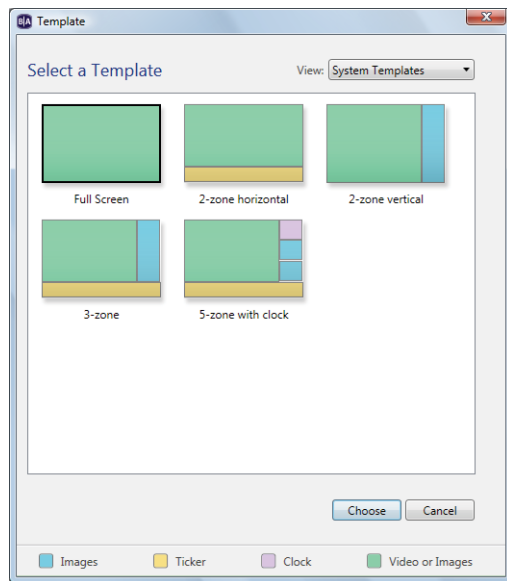 B|A Template
Select a Template
View: System Templates
Full Screen
2-zone horizontal
2-zone vertical
3-zone
5-zone with clock
Choose
Cancel
Images
Ticker
Clock
Video or Images